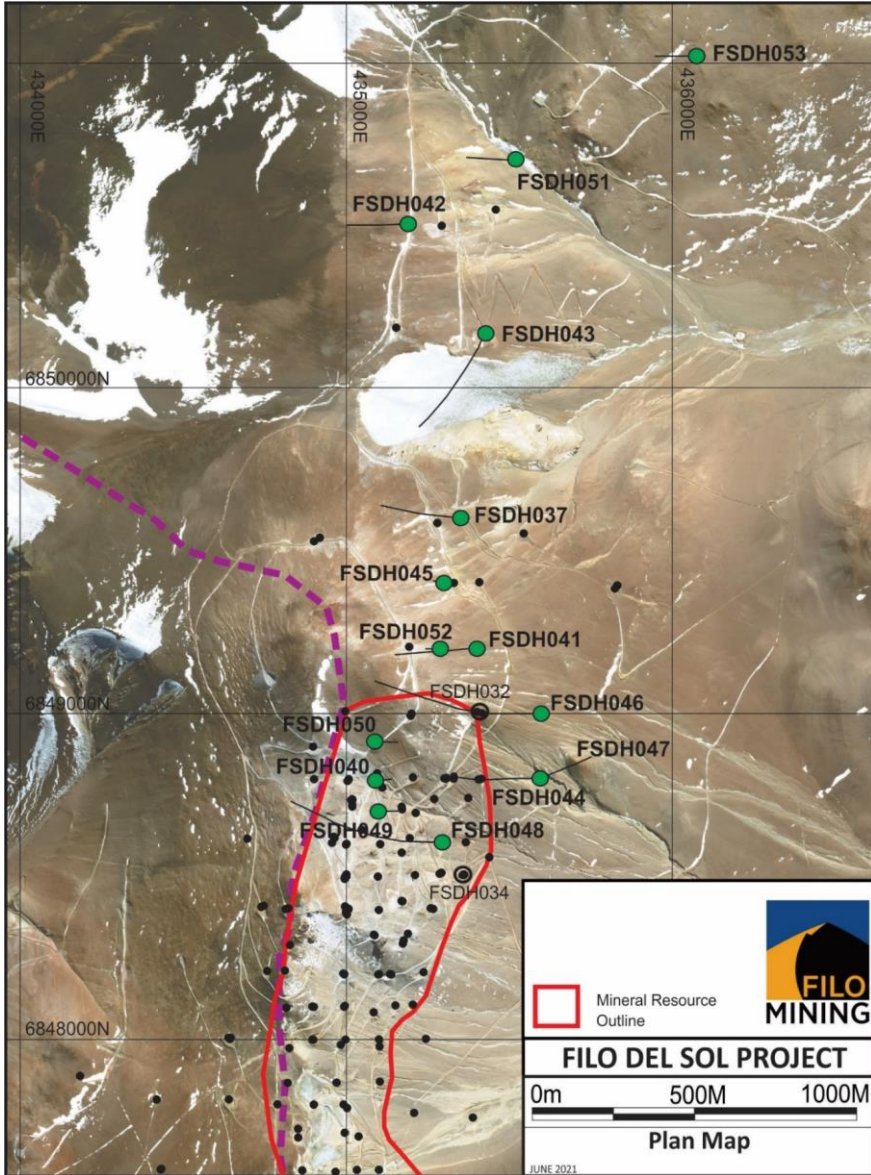 434000E
435000E
436000E
FSDH053
FSDH051
FSDH042
FSDH043
6850000N
FSDH037
FSDH045
FSDH052
FSDH041
FSDH032
FSDH046
6849000N
FSDH050
FSDH047
FSDH040
FSDH044
FSDH049
FSDH048
FSDH034
6848000N
Mineral Resource
Outline
FILO
MINING
FILO DEL SOL PROJECT
0m 500M 1000M
Plan Map
JUNE 2021